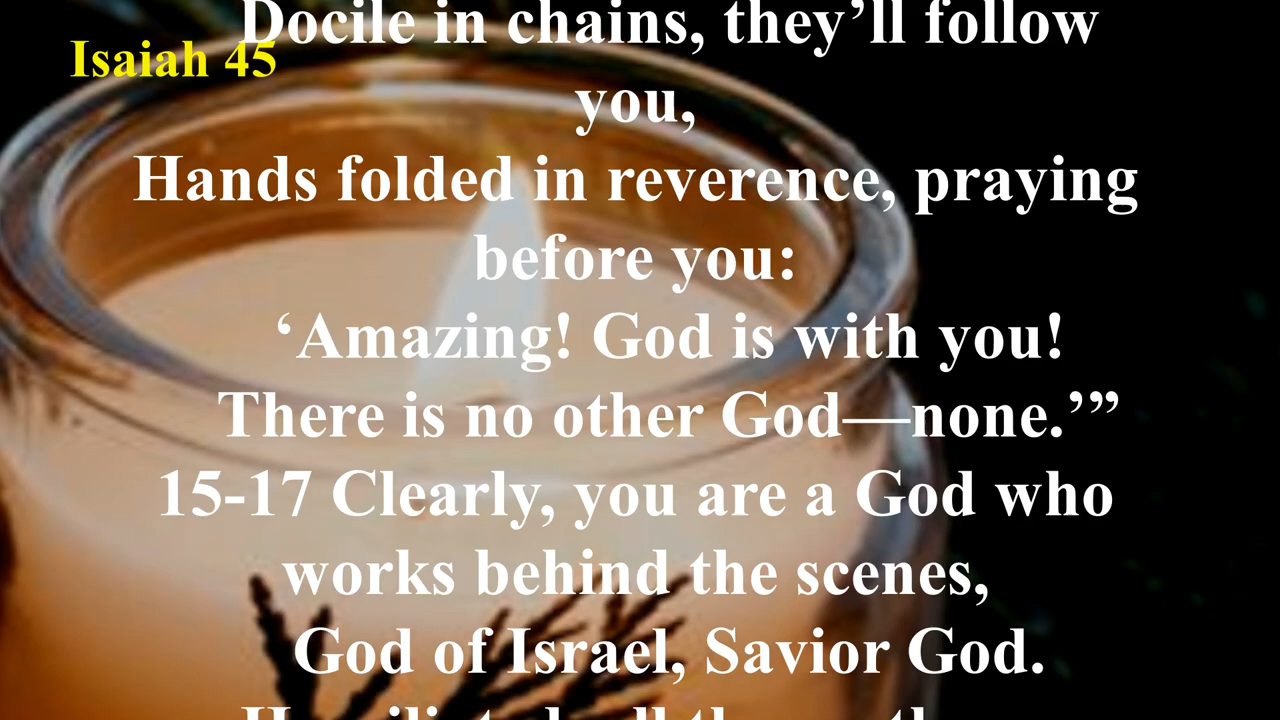 Docile in chains, they’ll follow
Isaiah 45
you,
Hands folded in reverence, praying
before you:
‘Amazing! God is with you!
There is no other God—none.’”
15-17 Clearly, you are a God who
works behind the scenes,
God of Israel, Savior God.